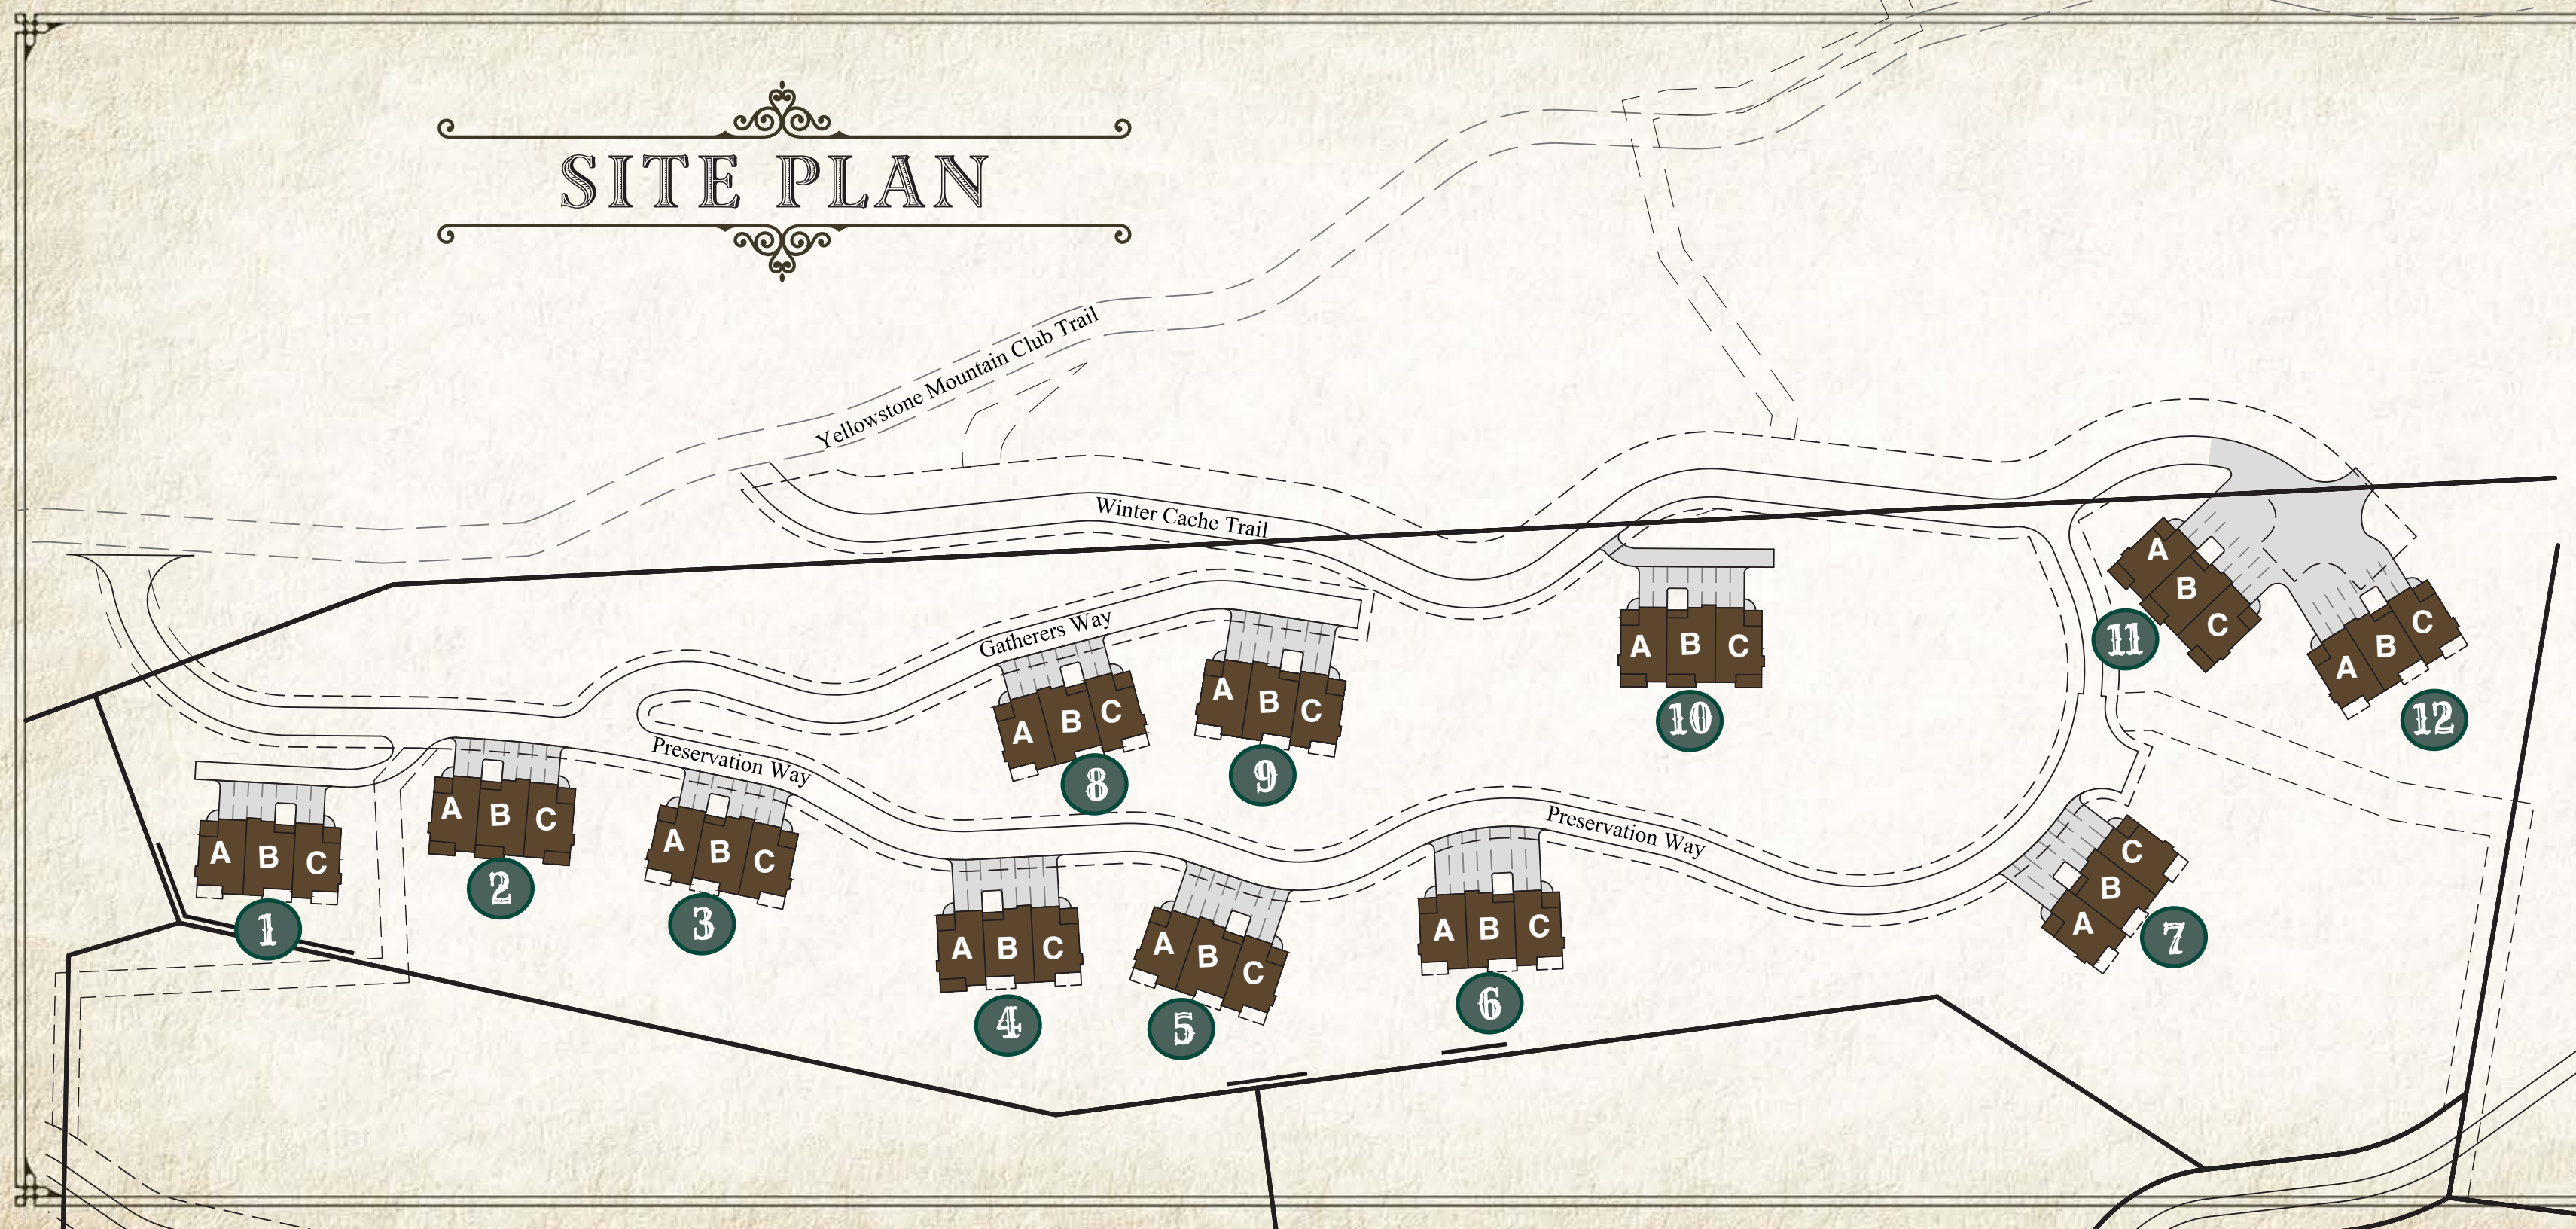 SITE PLAN
Yellowstone Mountain Club Trail
Winter Cache Trail
Gatherers Way
Preservation Way
Preservation Way
A B C
1
A B C
2
A B C
3
A B C
4
A B C
5
A B C
6
A B C
7
A B C
8
A B C
9
A B C
10
A B C
11
A B C
12